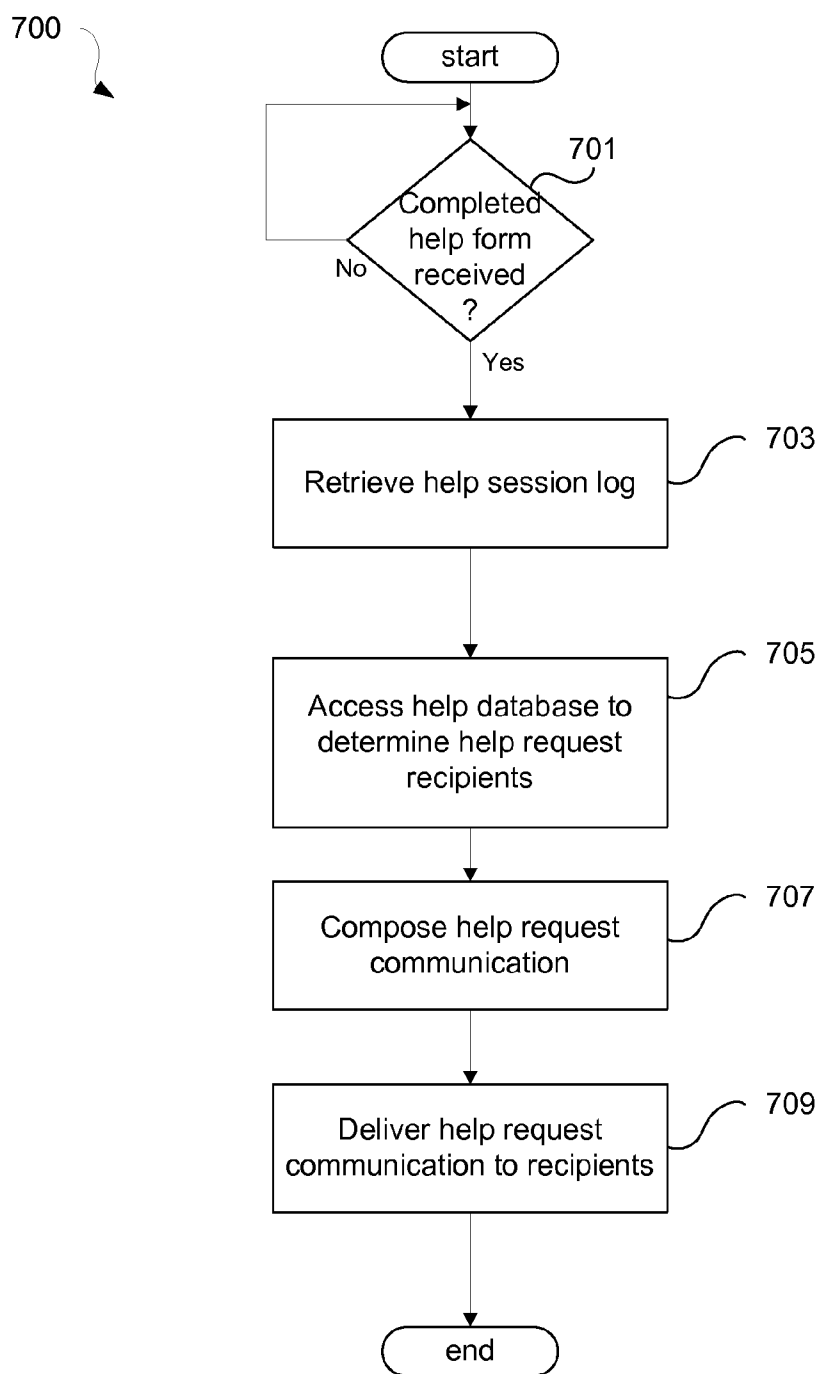 700
start
701
Completed
help form
received
?
No
Yes
703
Retrieve help session log
705
Access help database to
determine help request
recipients
707
Compose help request
communication
709
Deliver help request
communication to recipients
end